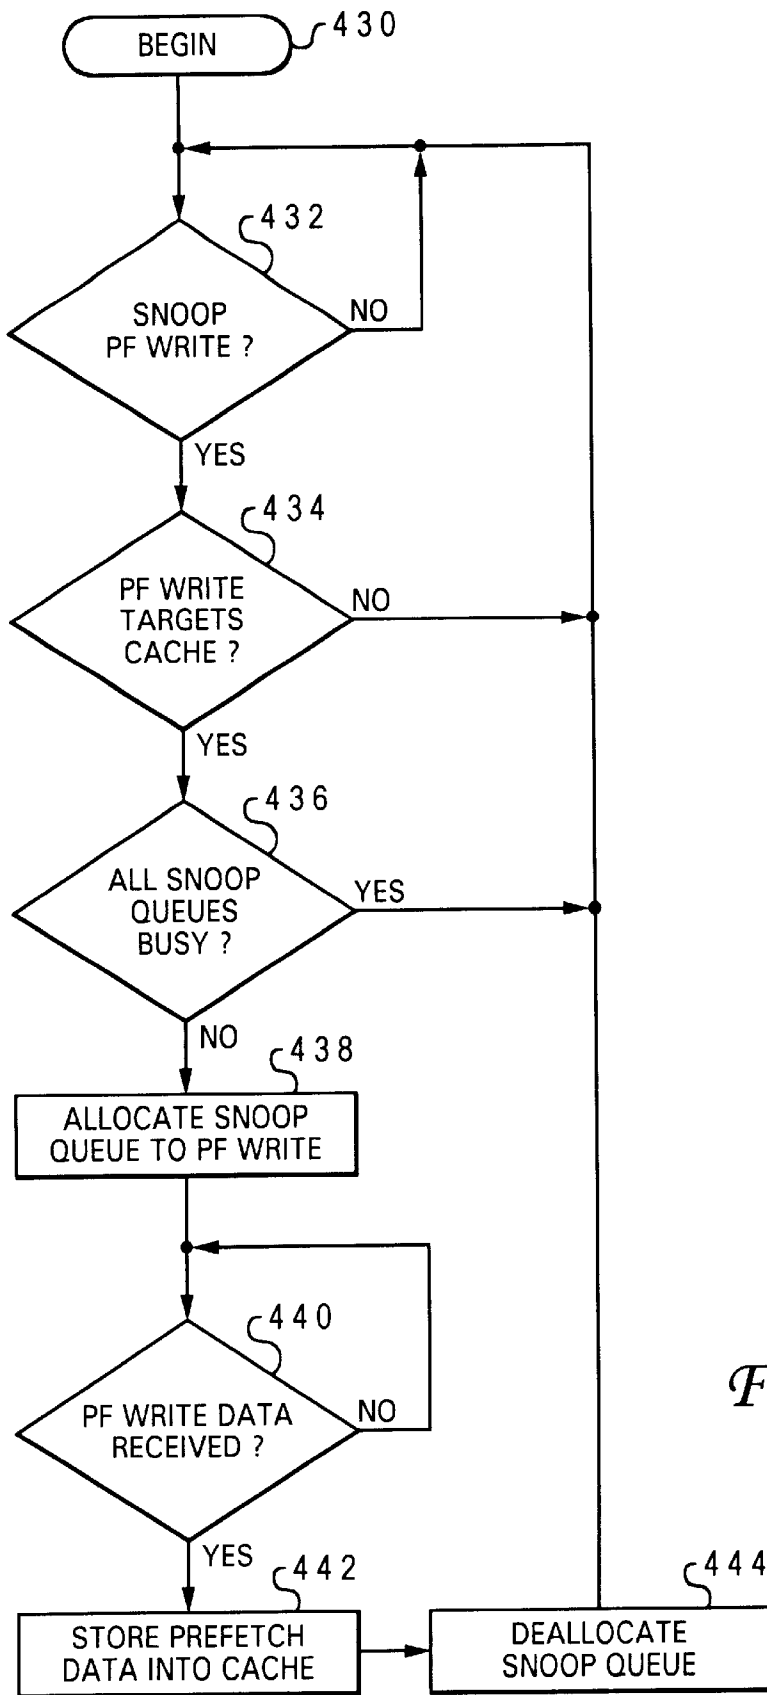 BEGIN
430
432
SNOOP
PF WRITE ?
NO
YES
434
PF WRITE
TARGETS
CACHE ?
NO
YES
436
ALL SNOOP
QUEUES
BUSY ?
YES
NO
438
ALLOCATE SNOOP
QUEUE TO PF WRITE
440
PF WRITE DATA
RECEIVED ?
NO
F
YES
442
STORE PREFETCH
DATA INTO CACHE
444
DEALLOCATE
SNOOP QUEUE